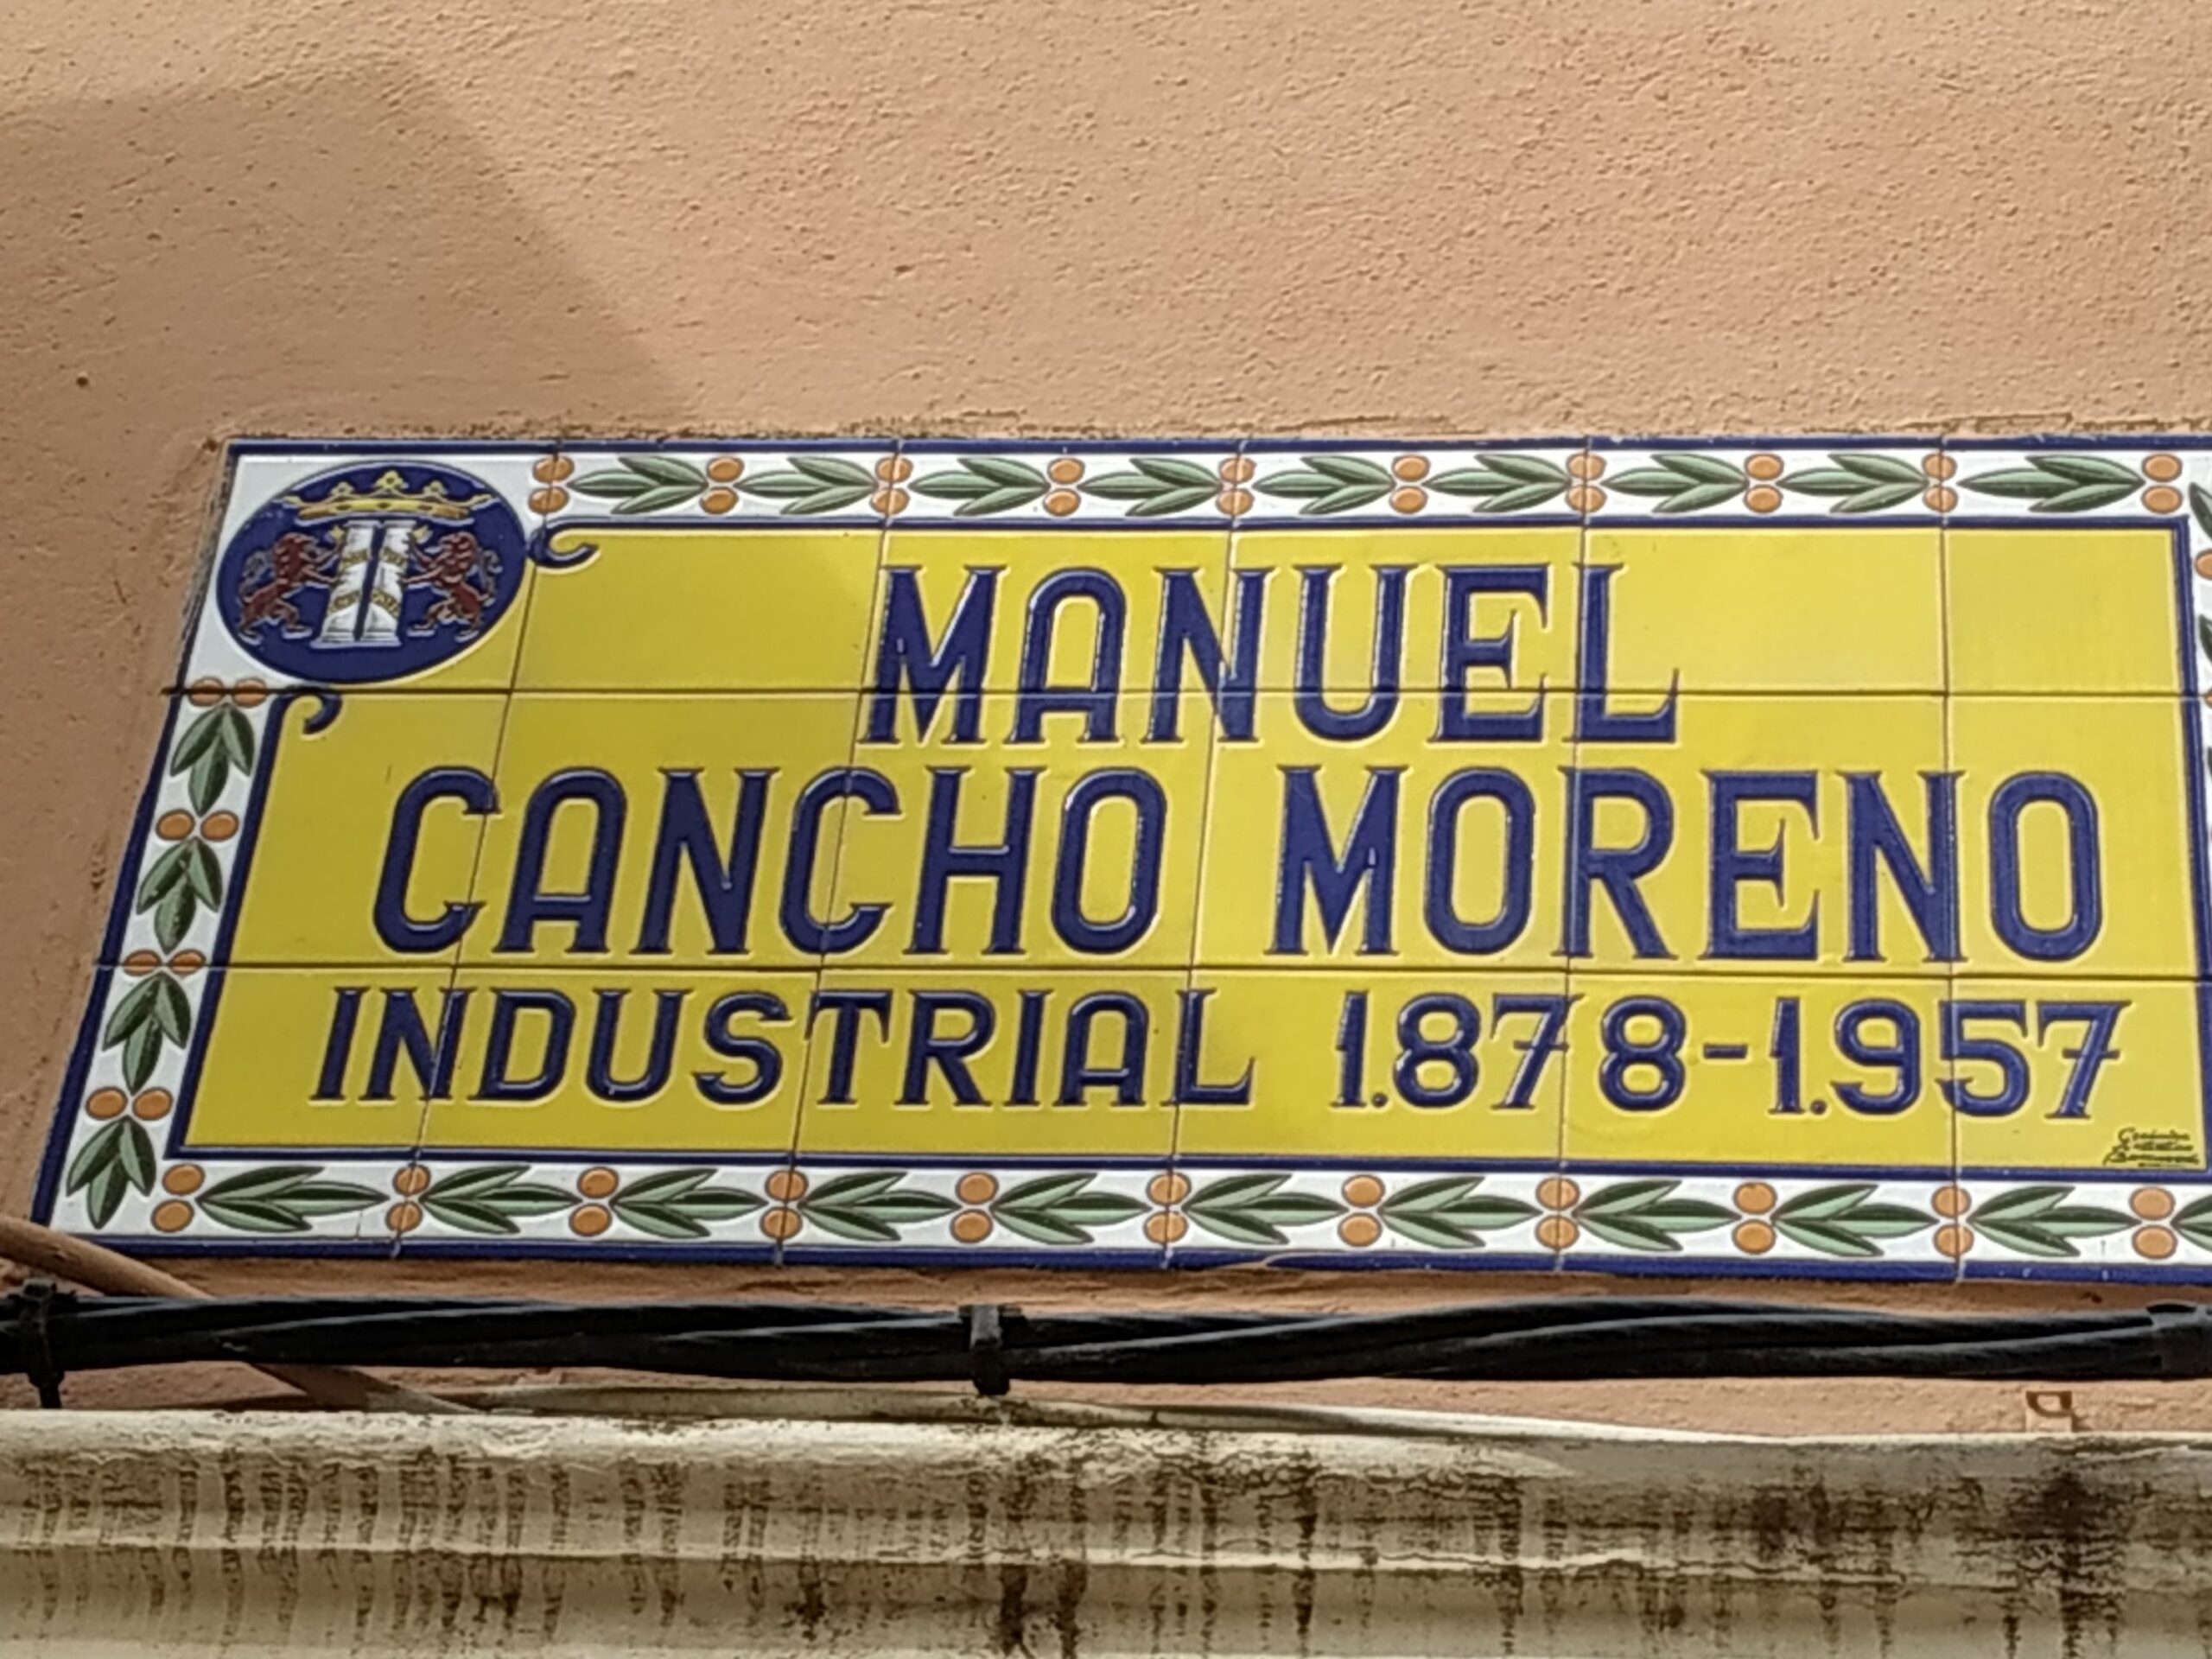 MANUEL
CANCHO MORENO
INDUSTRIAL 1.878-1.957